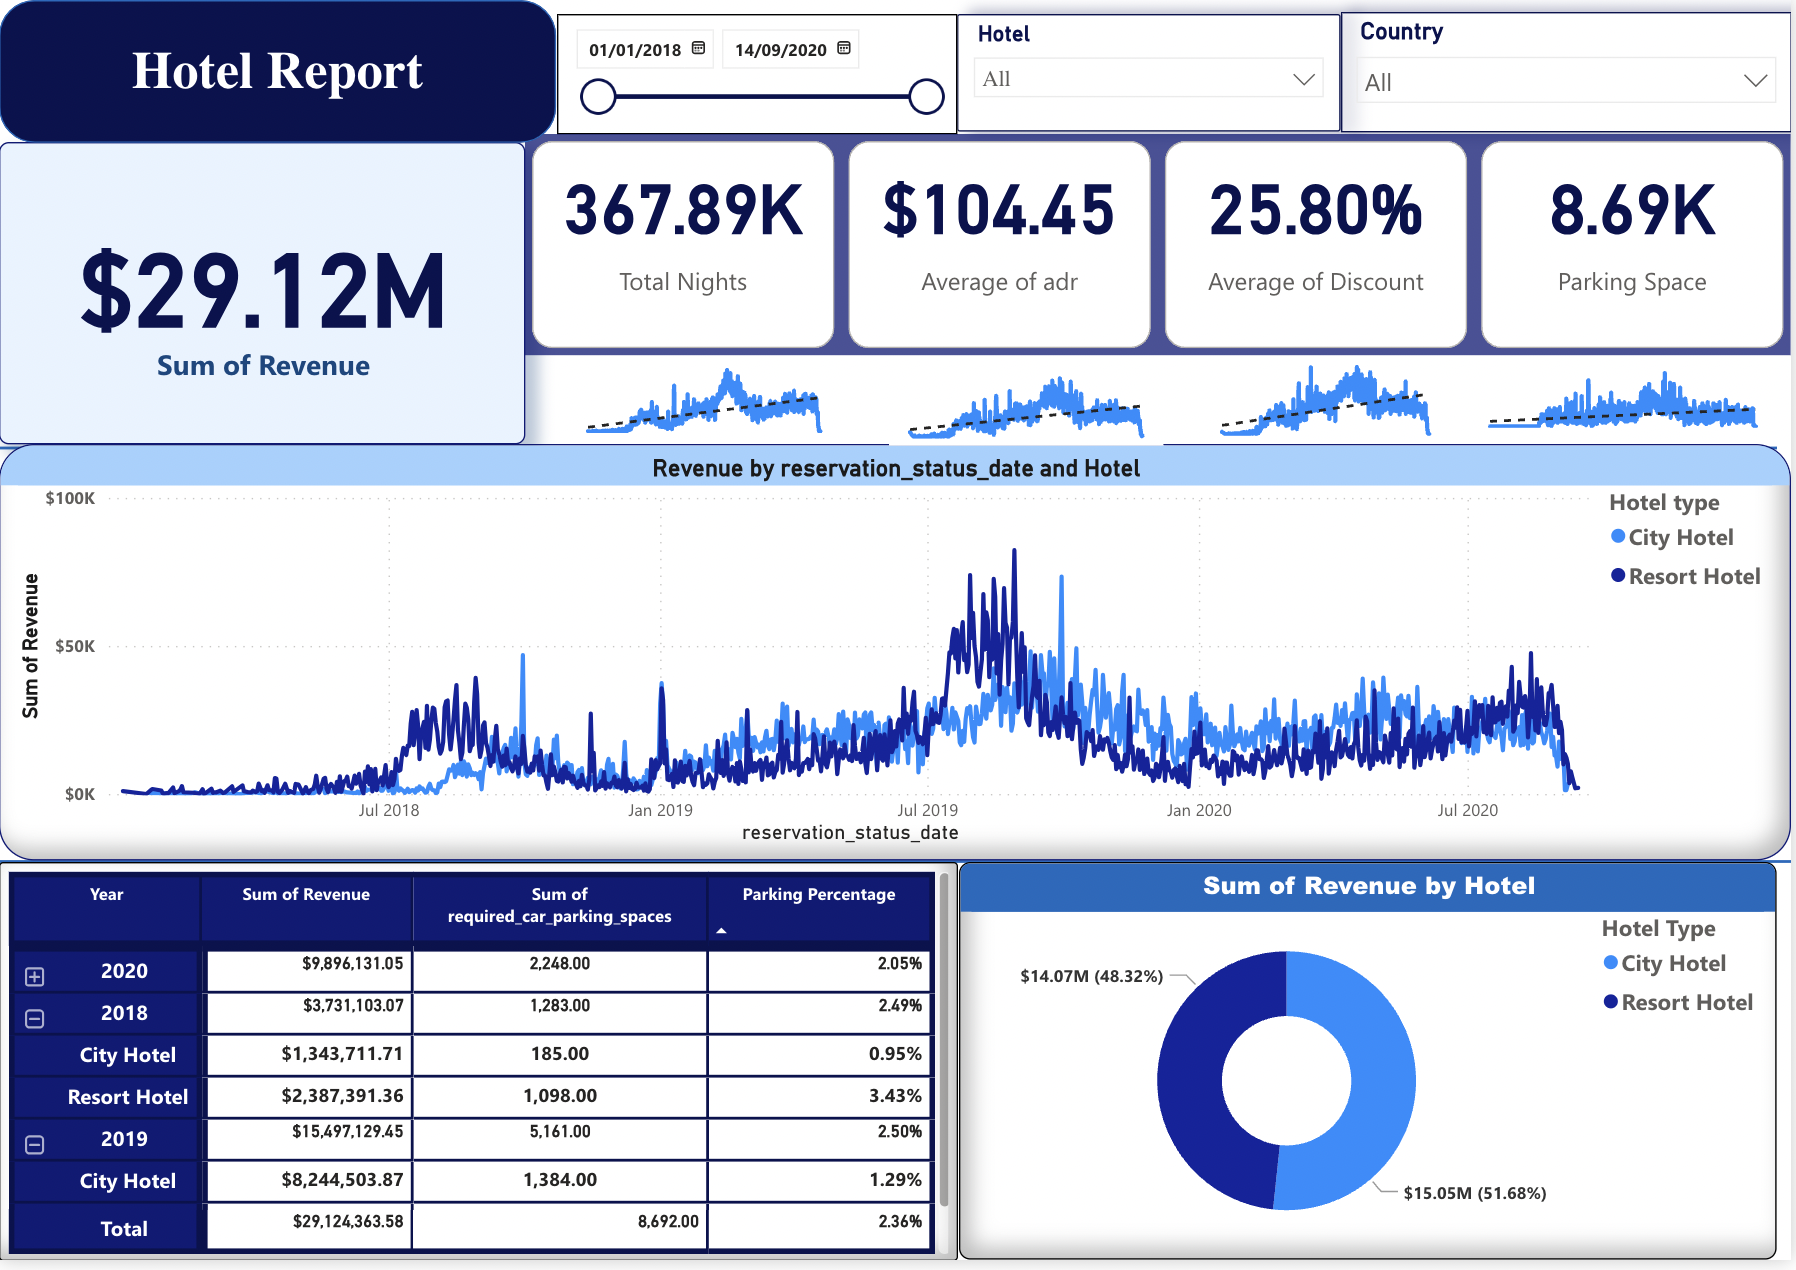 Hotel Report
01/01/2018
14/09/2020
Hotel
All
Country
All
$29.12M
Sum of Revenue
367.89K
Total Nights
$104.45
Average of adr
25.80%
Average of Discount
8.69K
Parking Space
Revenue by reservation_status_date and Hotel
Sum of Revenue
$100K
$50K
$0K
Jul 2018
Jan 2019
Jul 2019
Jan 2020
Jul 2020
reservation_status_date
Hotel type
City Hotel
Resort Hotel
Year Sum of Revenue Sum of required_car_parking_spaces Parking Percentage
2020 $9,896,131.05 2,248.00 2.05%
2018 $3,731,103.07 1,283.00 2.49%
City Hotel $1,343,711.71 185.00 0.95%
Resort Hotel $2,387,391.36 1,098.00 3.43%
2019 $15,497,129.45 5,161.00 2.50%
City Hotel $8,244,503.87 1,384.00 1.29%
Total $29,124,363.58 8,692.00 2.36%
Sum of Revenue by Hotel
Hotel Type
City Hotel
Resort Hotel
$14.07M (48.32%)
$15.05M (51.68%)